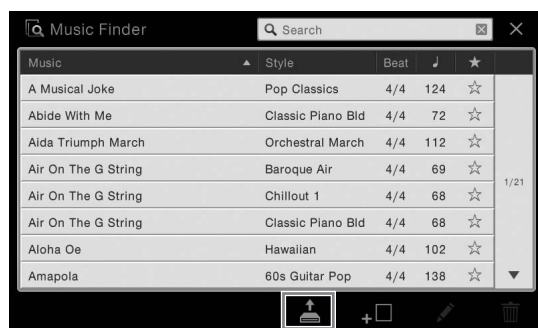 Music Finder Search
Music Style Beat ♩ ★
A Musical Joke Pop Classics 4/4 124 ☆
Abide With Me Classic Piano Bld 4/4 72 ☆
Aida Triumph March Orchestral March 4/4 112 ☆
Air On The G String Baroque Air 4/4 69 ☆
Air On The G String Chillout 1 4/4 68 ☆
Air On The G String Classic Piano Bld 4/4 68 ☆
Aloha Oe Hawaiian 4/4 102 ☆
Amapola 60s Guitar Pop 4/4 138 ☆
1/21